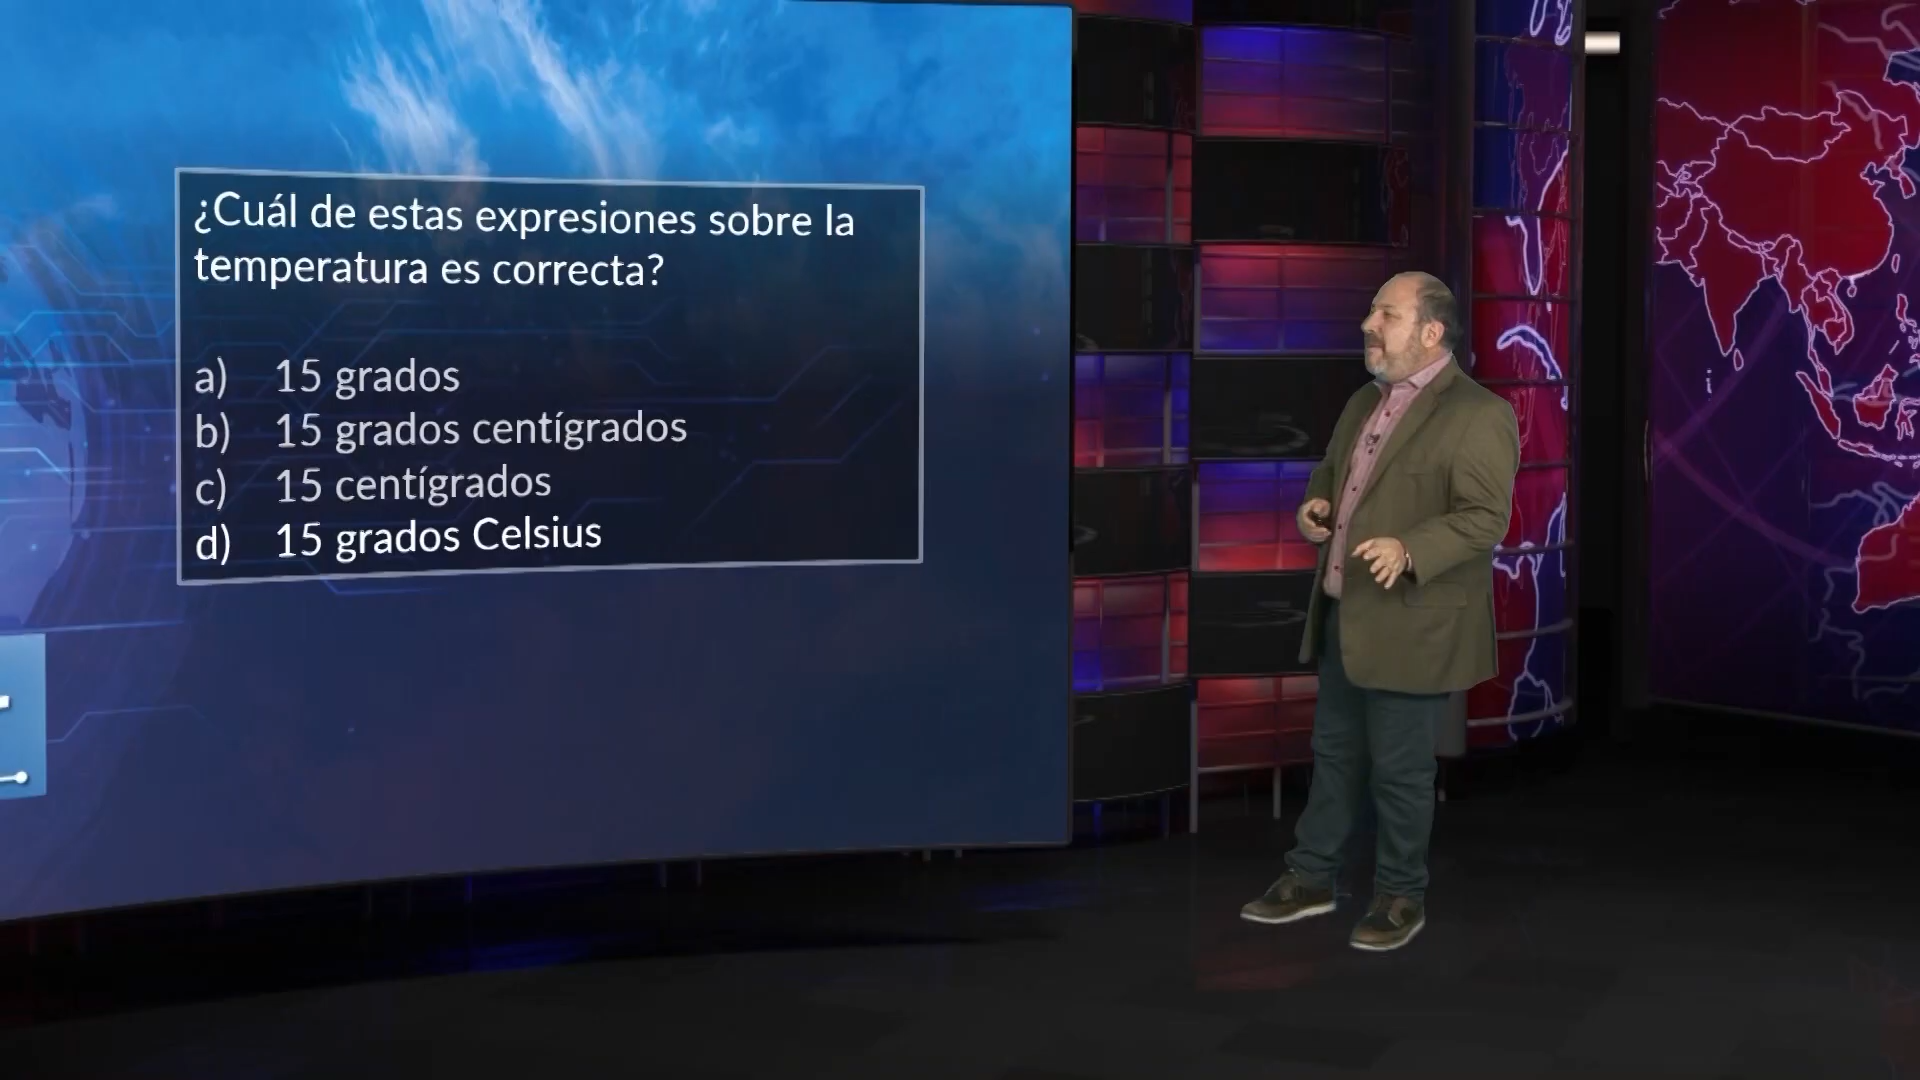 ¿Cuál de estas expresiones sobre la
temperatura es correcta?
a) 15 grados
b) 15 grados centígrados
c) 15 centígrados
d) 15 grados Celsius